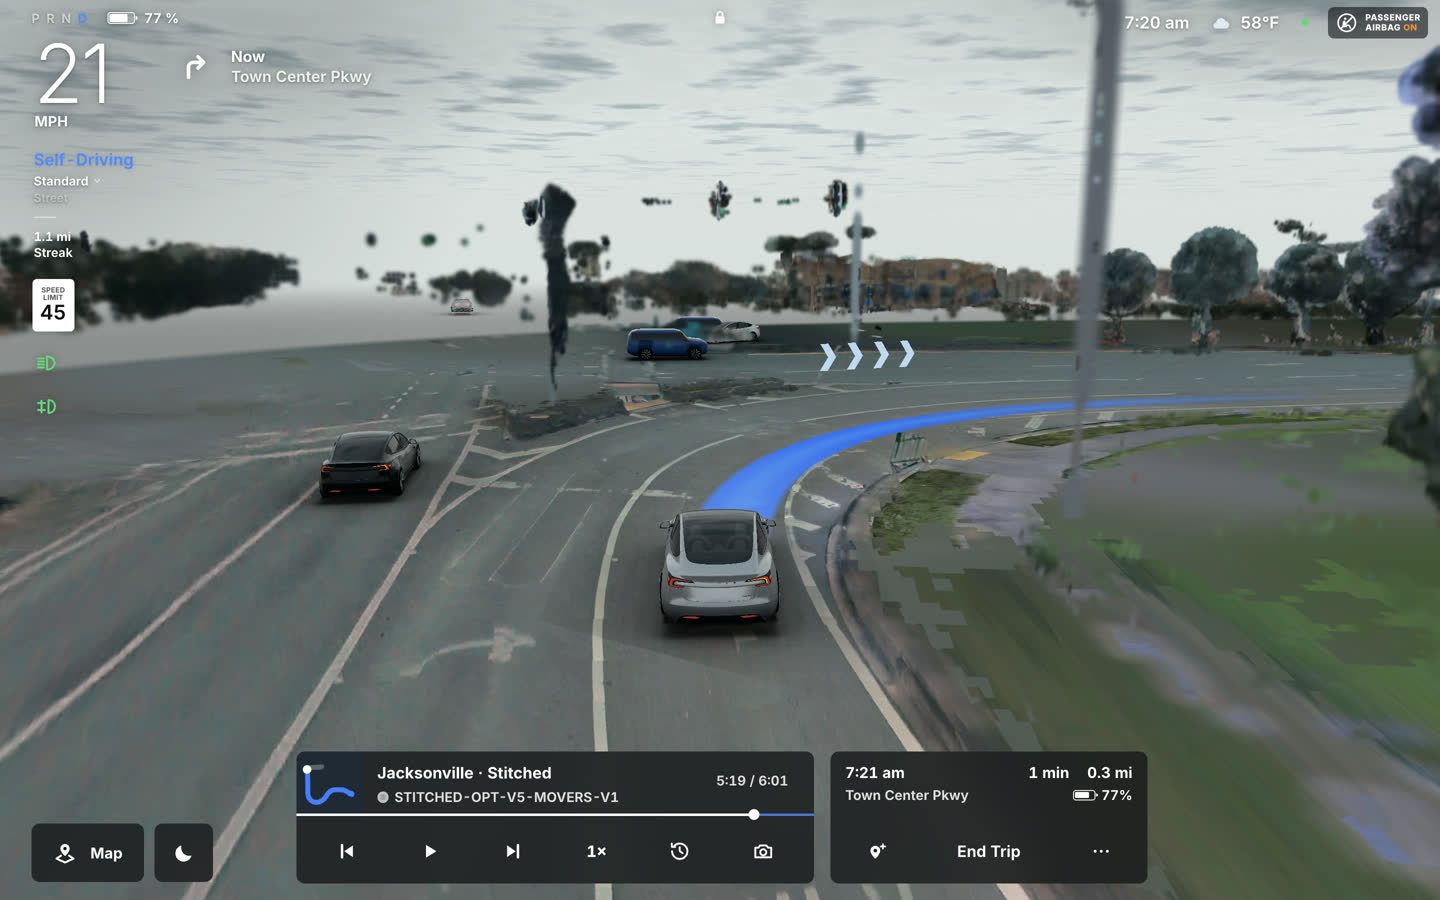 P R N D 77 %
21
MPH
Now
Town Center Pkwy
7:20 am 58°F
PASSENGER
AIRBAG ON
Self-Driving
Standard
Street
1.1 mi
Streak
SPEED
LIMIT
45
Jacksonville · Stitched
STITCHED-OPT-V5-MOVERS-V1
5:19 / 6:01
1×
7:21 am 1 min 0.3 mi
Town Center Pkwy 77%
End Trip
Map